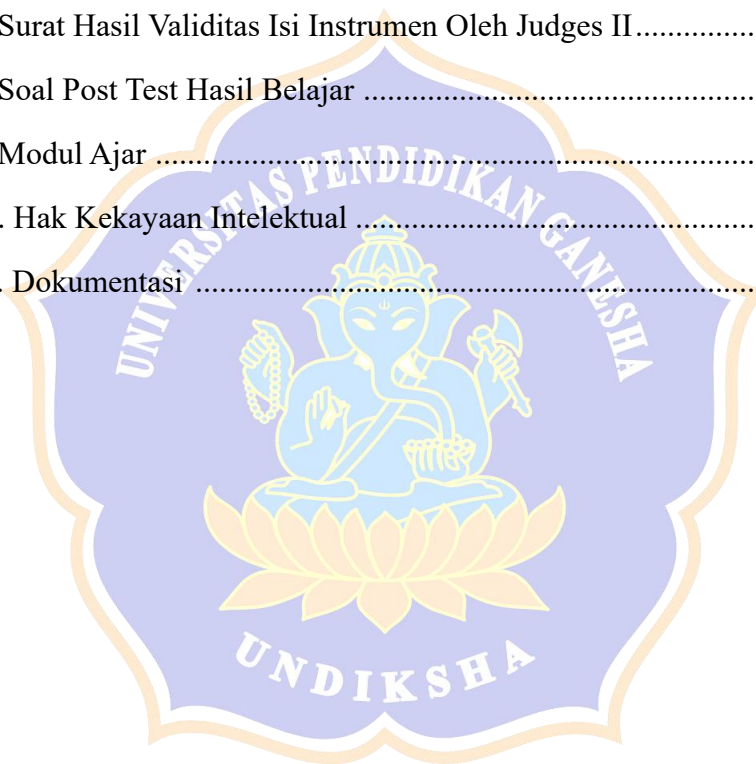 Surat Hasil Validitas Isi Instrumen Oleh Judges II...............
Soal Post Test Hasil Belajar .................................................
Modul Ajar ...........................................................................
. Hak Kekayaan Intelektual ..................................................
. Dokumentasi ......................................................................
UNIVERSITAS PENDIDIKAN GANESHA
UNDIKSHA